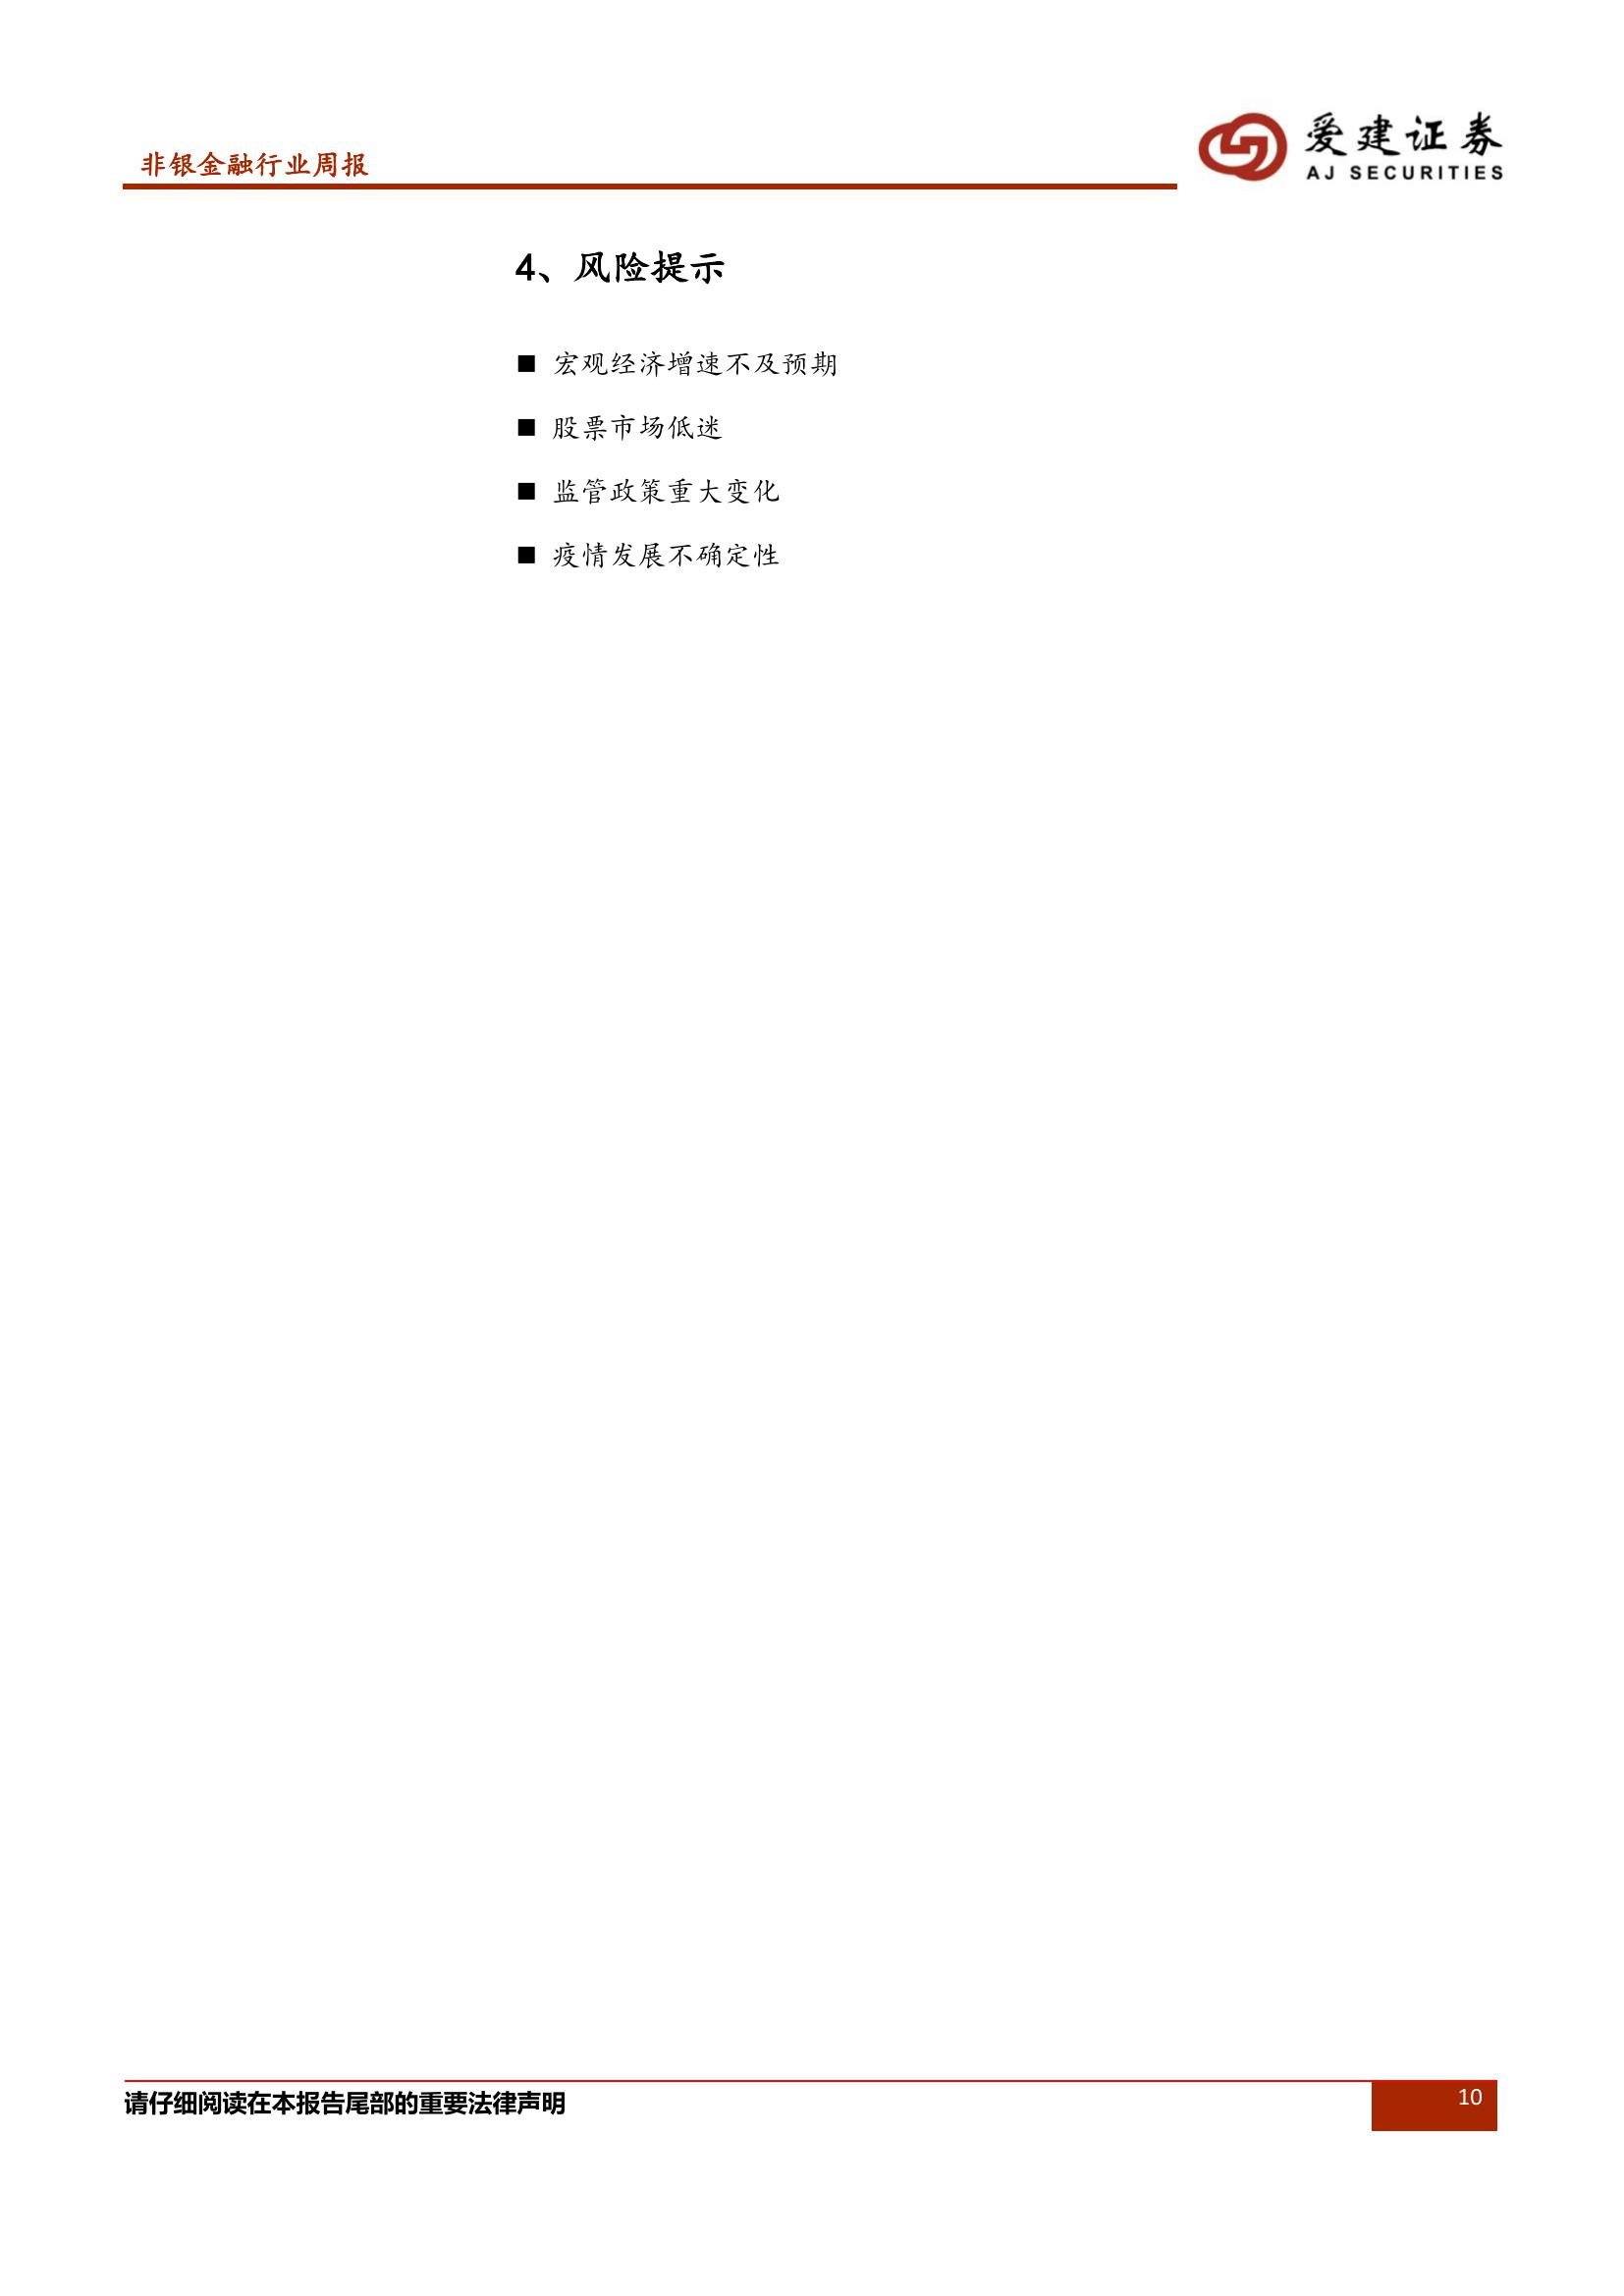 非银金融行业周报
爱建证券
AJ SECURITIES
4、风险提示
■ 宏观经济增速不及预期
■ 股票市场低迷
■ 监管政策重大变化
■ 疫情发展不确定性
请仔细阅读在本报告尾部的重要法律声明
10